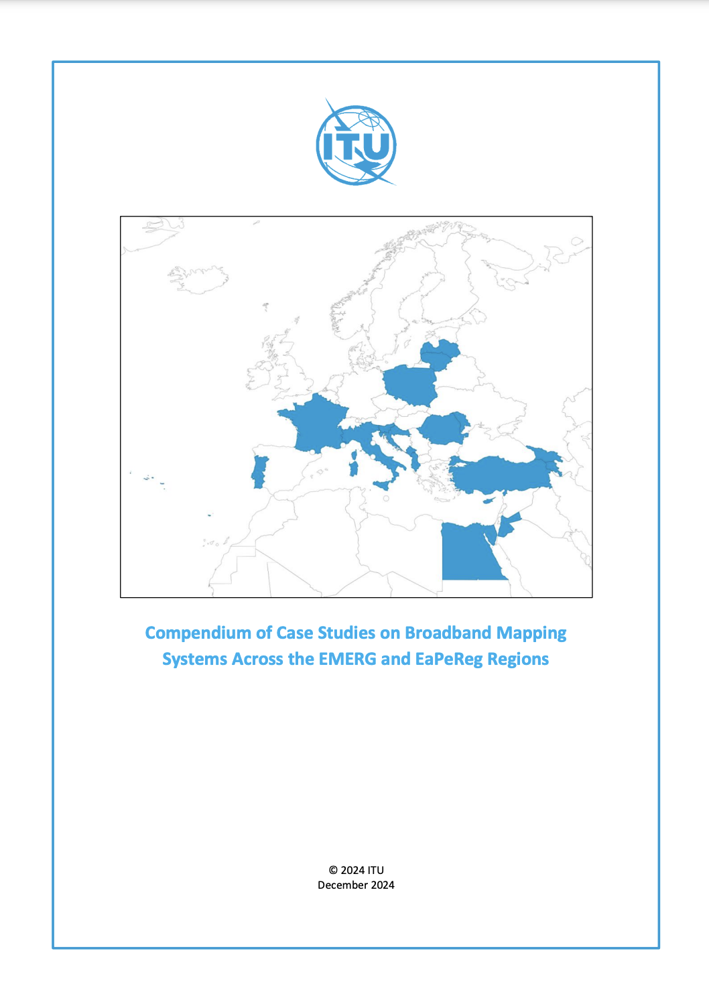 ITU
Compendium of Case Studies on Broadband Mapping
Systems Across the EMERG and EaPeReg Regions
© 2024 ITU
December 2024